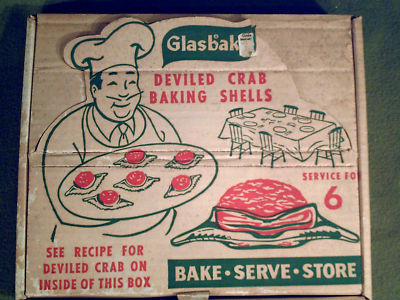 Glasbake
DEVILED CRAB
BAKING SHELLS
SERVICE FO
6
SEE RECIPE FOR
DEVILED CRAB ON
INSIDE OF THIS BOX
BAKE • SERVE • STORE